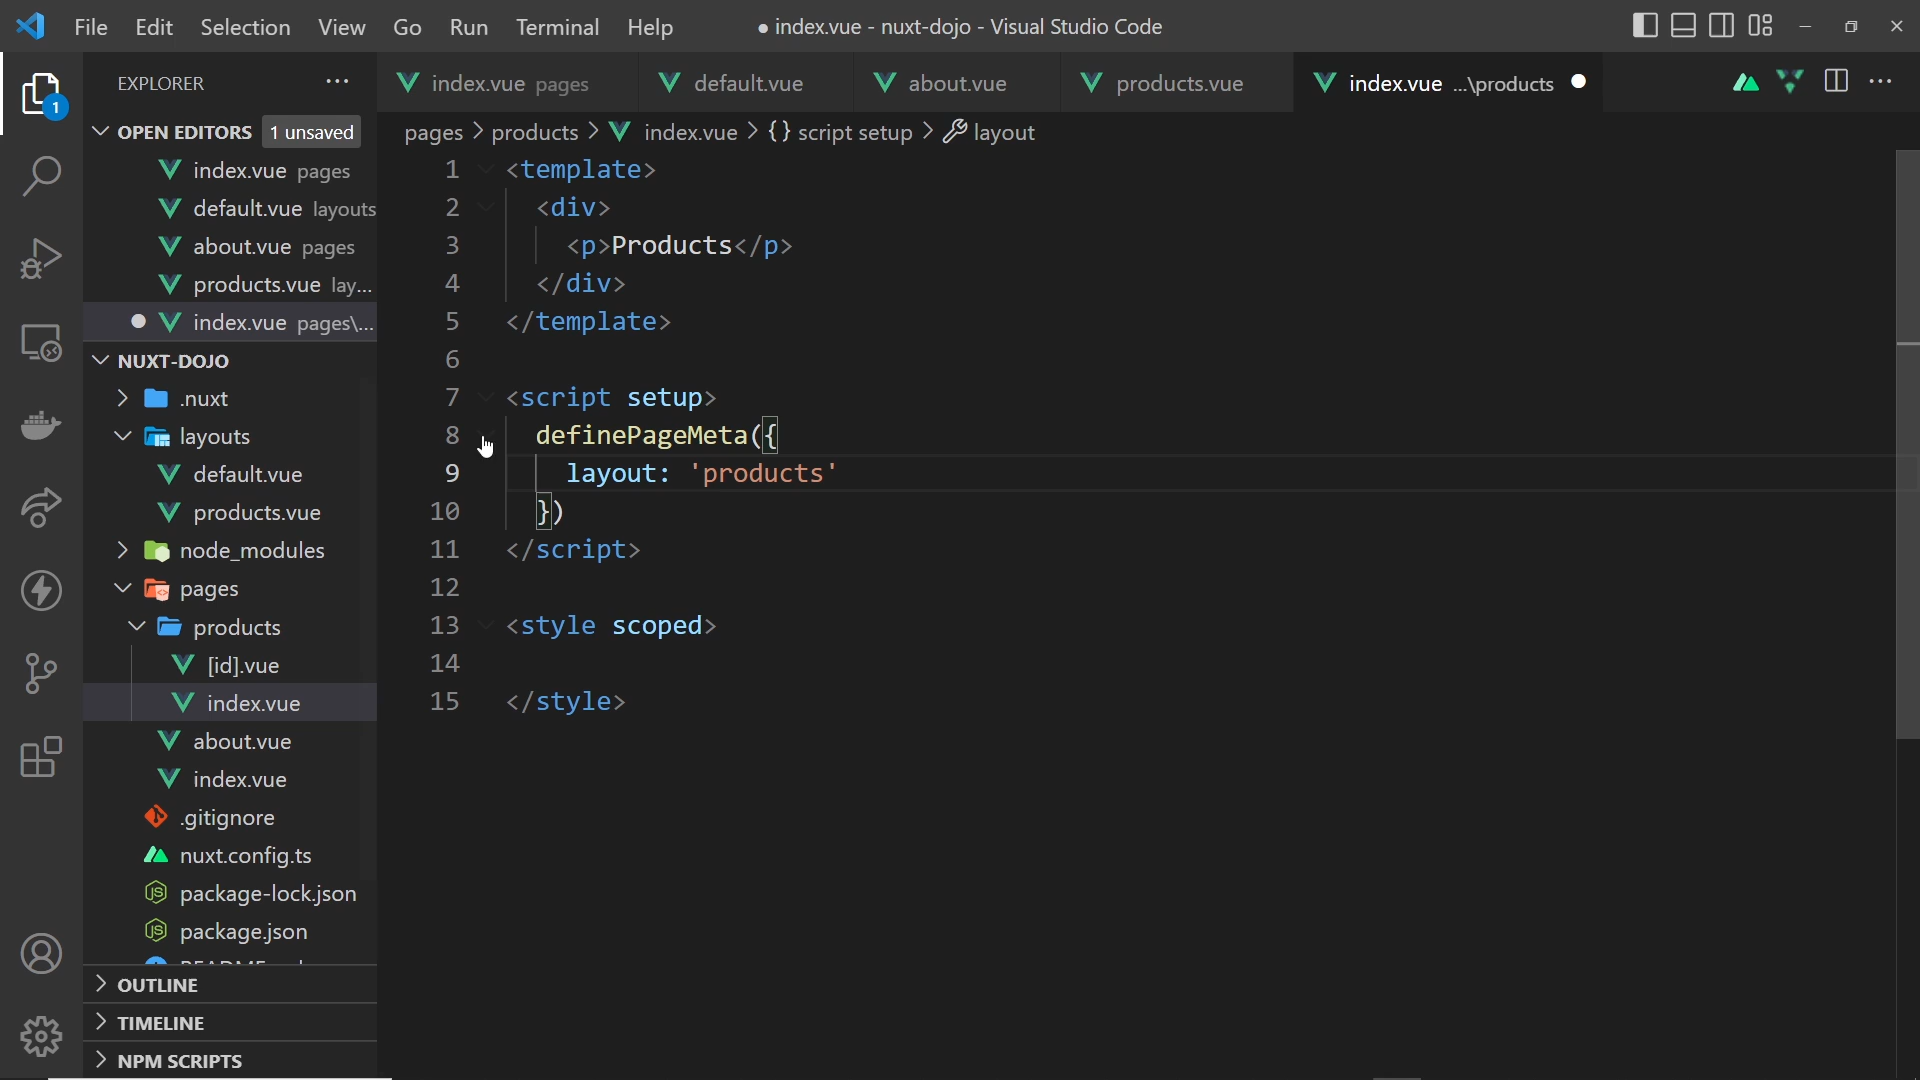 File Edit Selection View Go Run Terminal Help
● index.vue - nuxt-dojo - Visual Studio Code
EXPLORER
1
OPEN EDITORS 1 unsaved
index.vue pages
default.vue layouts
about.vue pages
products.vue lay...
index.vue pages\...
NUXT-DOJO
.nuxt
layouts
default.vue
products.vue
node_modules
pages
products
[id].vue
index.vue
about.vue
index.vue
.gitignore
nuxt.config.ts
package-lock.json
package.json
OUTLINE
TIMELINE
NPM SCRIPTS
index.vue pages default.vue about.vue products.vue index.vue ...\products
pages > products > index.vue > {} script setup > layout
1 <template>
2 <div>
3 <p>Products</p>
4 </div>
5 </template>
6
7 <script setup>
8 definePageMeta({
9 layout: 'products'
10 })
11 </script>
12
13 <style scoped>
14
15 </style>